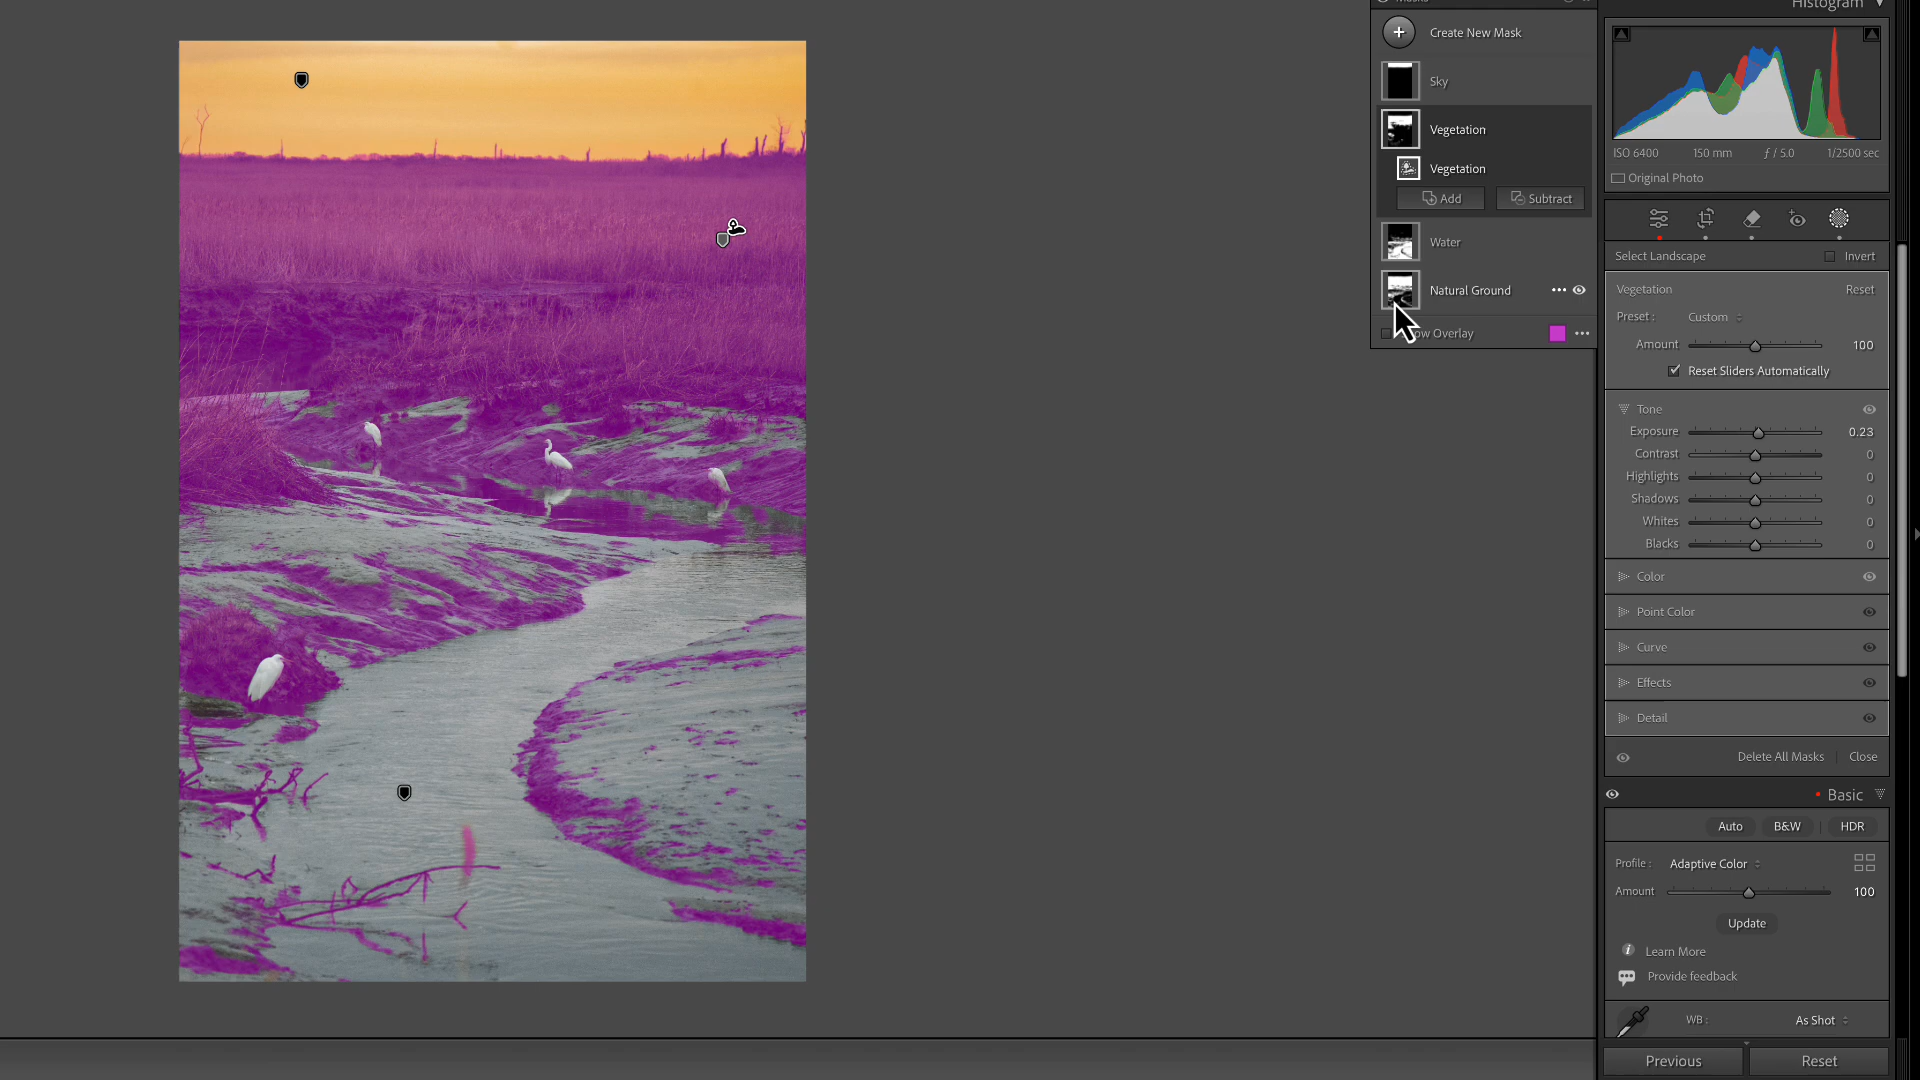 Masks
Create New Mask
Sky
Vegetation
Vegetation
Add
Subtract
Water
Natural Ground
Overlay
Histogram
ISO 6400
150 mm
ƒ / 5.0
1/2500 sec
Original Photo
Select Landscape
Invert
Vegetation
Reset
Preset :
Custom
Amount
100
Reset Sliders Automatically
Tone
Exposure
0.23
Contrast
0
Highlights
0
Shadows
0
Whites
0
Blacks
0
Color
Point Color
Curve
Effects
Detail
Delete All Masks
Close
Basic
Auto
B&W
HDR
Profile :
Adaptive Color
Amount
100
Update
Learn More
Provide feedback
WB :
As Shot
Previous
Reset